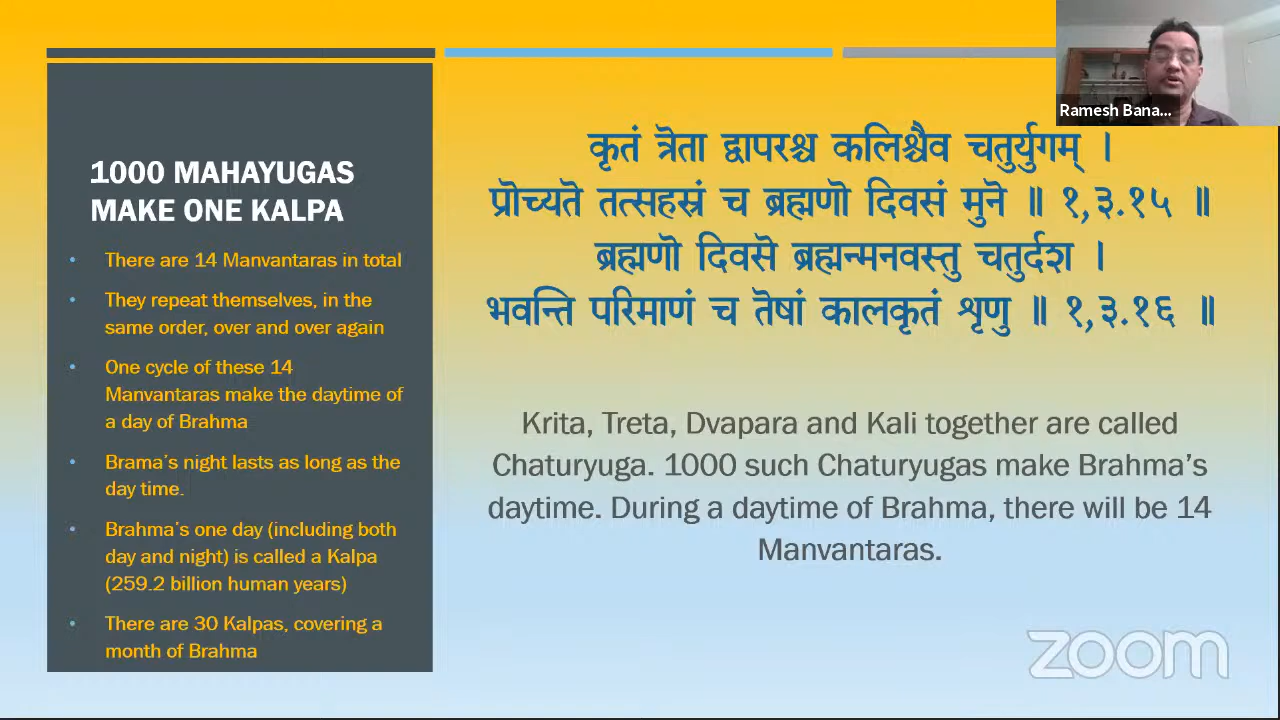 1000 MAHAYUGAS
MAKE ONE KALPA
• There are 14 Manvantaras in total
• They repeat themselves, in the
same order, over and over again
• One cycle of these 14
Manvantaras make the daytime of
a day of Brahma
• Brama's night lasts as long as the
day time.
• Brahma's one day (including both
day and night) is called a Kalpa
(259.2 billion human years)
• There are 30 Kalpas, covering a
month of Brahma
कृतं त्रॆता द्वापरश्च कलिश्चैव चतुर्युगम् ।
प्रॊच्यतॆ तत्सहस्रं च ब्रह्मणॊ दिवसं मुनॆ ॥ १,३.१५ ॥
ब्रह्मणॊ दिवसॆ ब्रह्मन्मनवस्तु चतुर्दश ।
भवन्ति परिमाणं च तॆषां कालकृतं शृणु ॥ १,३.१६ ॥
Krita, Treta, Dvapara and Kali together are called
Chaturyuga. 1000 such Chaturyugas make Brahma's
daytime. During a daytime of Brahma, there will be 14
Manvantaras.
Ramesh Bana...
zoom